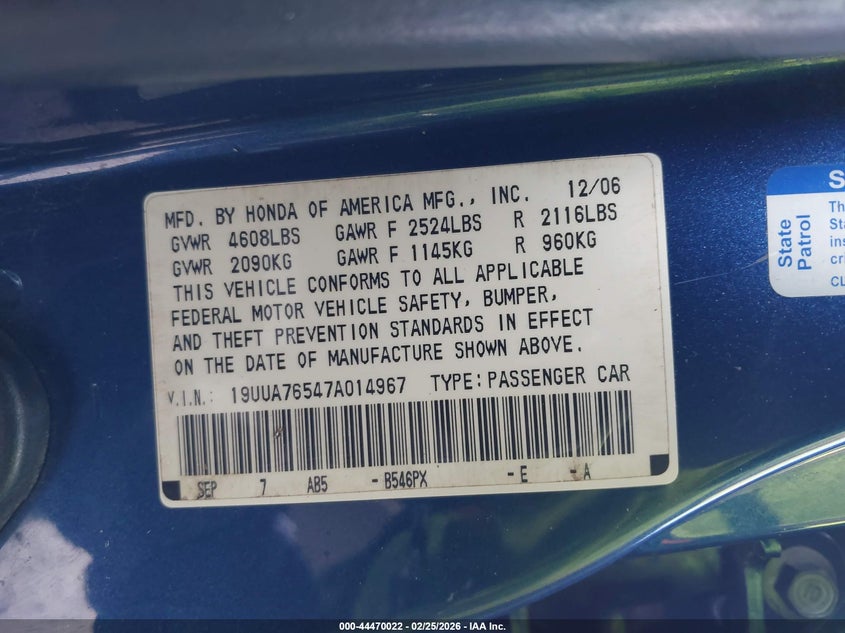 MFD. BY HONDA OF AMERICA MFG., INC. 12/06
GVWR 4608LBS GAWR F 2524LBS R 2116LBS
GVWR 2090KG GAWR F 1145KG R 960KG
THIS VEHICLE CONFORMS TO ALL APPLICABLE
FEDERAL MOTOR VEHICLE SAFETY, BUMPER,
AND THEFT PREVENTION STANDARDS IN EFFECT
ON THE DATE OF MANUFACTURE SHOWN ABOVE.
V.I.N.: 19UUA76547A014967 TYPE: PASSENGER CAR
SEP 7 AB5 - B546PX - E - A
State
Patrol
000-44470022 - 02/25/2026 - IAA Inc.